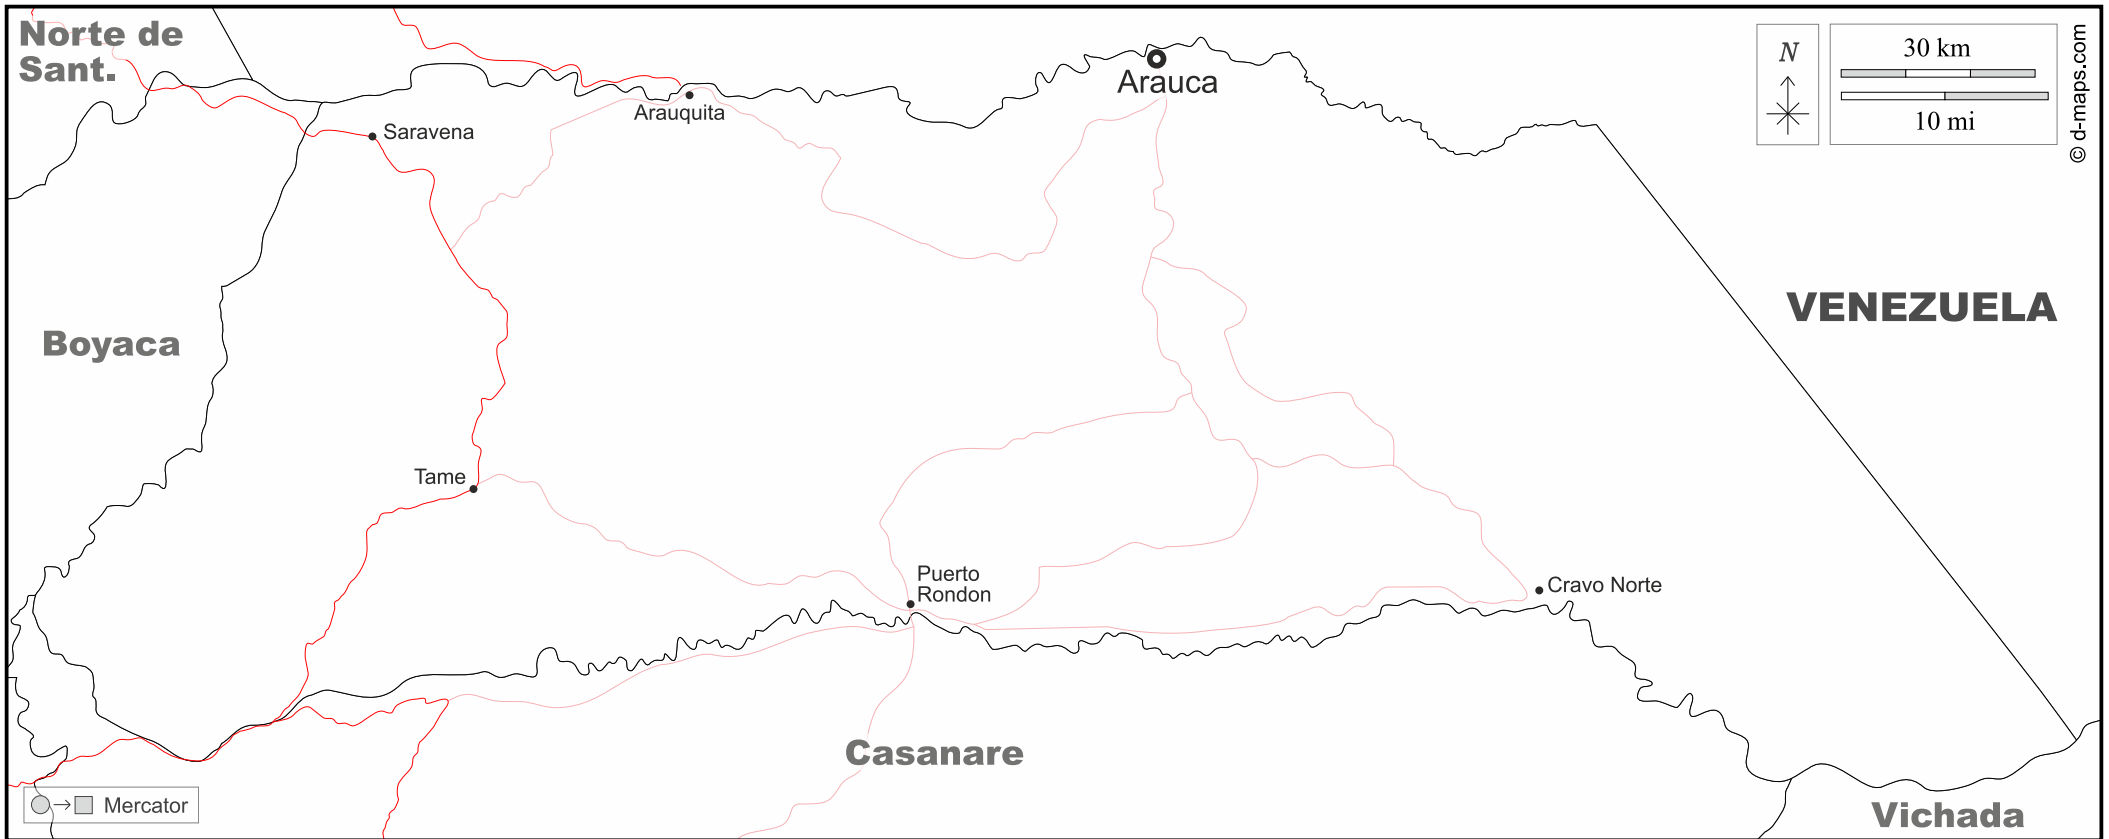 Norte de
Sant.
Arauca
N
30 km
10 mi
© d-maps.com
Arauquita
Saravena
VENEZUELA
Boyaca
Tame
Puerto
Rondon
Cravo Norte
Casanare
Mercator
Vichada